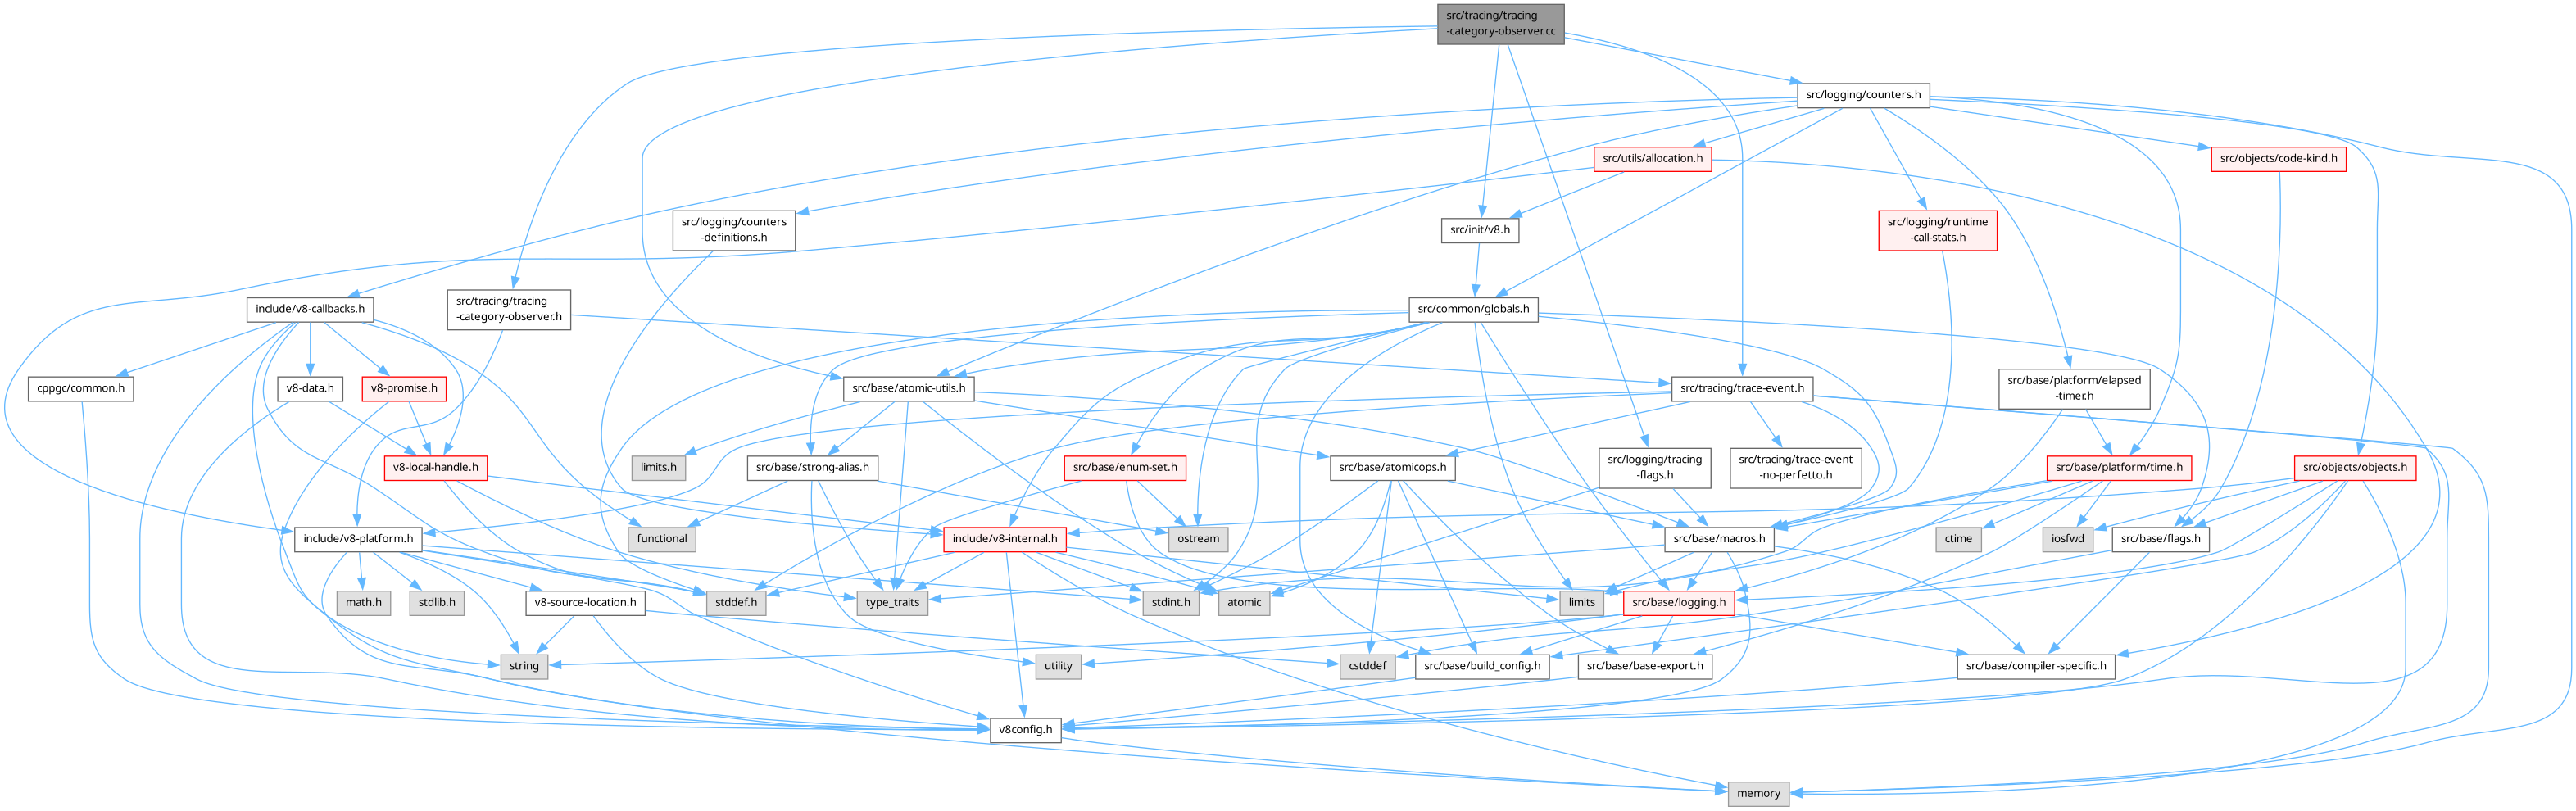 src/tracing/tracing
-category-observer.cc
src/logging/counters.h
src/utils/allocation.h
src/objects/code-kind.h
src/logging/counters
-definitions.h
src/init/v8.h
src/logging/runtime
-call-stats.h
include/v8-callbacks.h
src/tracing/tracing
-category-observer.h
src/common/globals.h
cppgc/common.h
v8-data.h
v8-promise.h
src/base/atomic-utils.h
src/tracing/trace-event.h
src/base/platform/elapsed
-timer.h
v8-local-handle.h
limits.h
src/base/strong-alias.h
src/base/enum-set.h
src/base/atomicops.h
src/logging/tracing
-flags.h
src/tracing/trace-event
-no-perfetto.h
src/base/platform/time.h
src/objects/objects.h
include/v8-platform.h
functional
include/v8-internal.h
ostream
src/base/macros.h
ctime
iosfwd
src/base/flags.h
math.h
stdlib.h
v8-source-location.h
stddef.h
type_traits
stdint.h
atomic
limits
src/base/logging.h
string
utility
cstddef
src/base/build_config.h
src/base/base-export.h
src/base/compiler-specific.h
v8config.h
memory